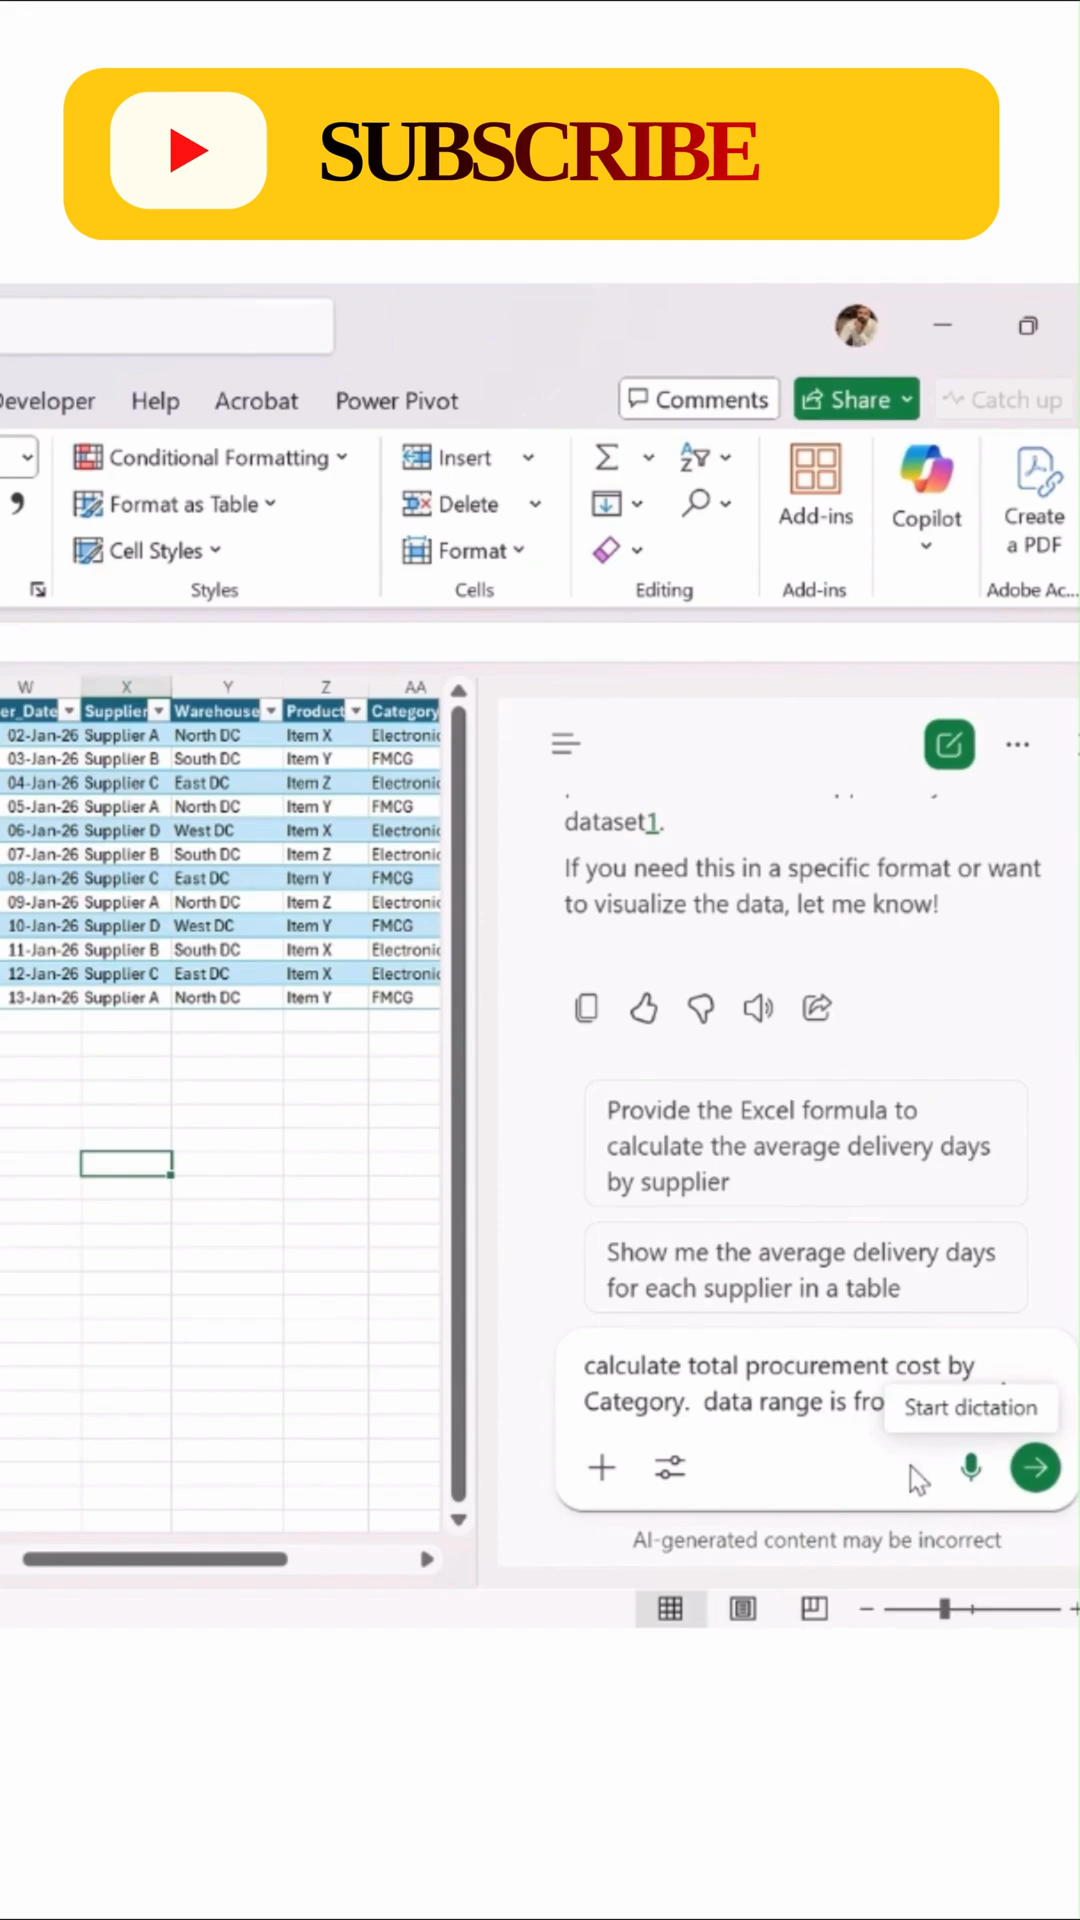 SUBSCRIBE
Developer Help Acrobat Power Pivot Comments Share Catch up
Conditional Formatting
Format as Table
Cell Styles
Styles
Insert
Delete
Format
Cells
Editing
Add-ins
Add-ins
Copilot
Create
a PDF
Adobe Ac...
W X Y Z AA
er_Date Supplier Warehouse Product Category
02-Jan-26 Supplier A North DC Item X Electronic
03-Jan-26 Supplier B South DC Item Y FMCG
04-Jan-26 Supplier C East DC Item Z Electronic
05-Jan-26 Supplier A North DC Item Y FMCG
06-Jan-26 Supplier D West DC Item X Electronic
07-Jan-26 Supplier B South DC Item Z Electronic
08-Jan-26 Supplier C East DC Item Y FMCG
09-Jan-26 Supplier A North DC Item Z Electronic
10-Jan-26 Supplier D West DC Item Y FMCG
11-Jan-26 Supplier B South DC Item X Electronic
12-Jan-26 Supplier C East DC Item X Electronic
13-Jan-26 Supplier A North DC Item Y FMCG
dataset1.
If you need this in a specific format or want
to visualize the data, let me know!
Provide the Excel formula to
calculate the average delivery days
by supplier
Show me the average delivery days
for each supplier in a table
calculate total procurement cost by
Category. data range is fro
Start dictation
AI-generated content may be incorrect